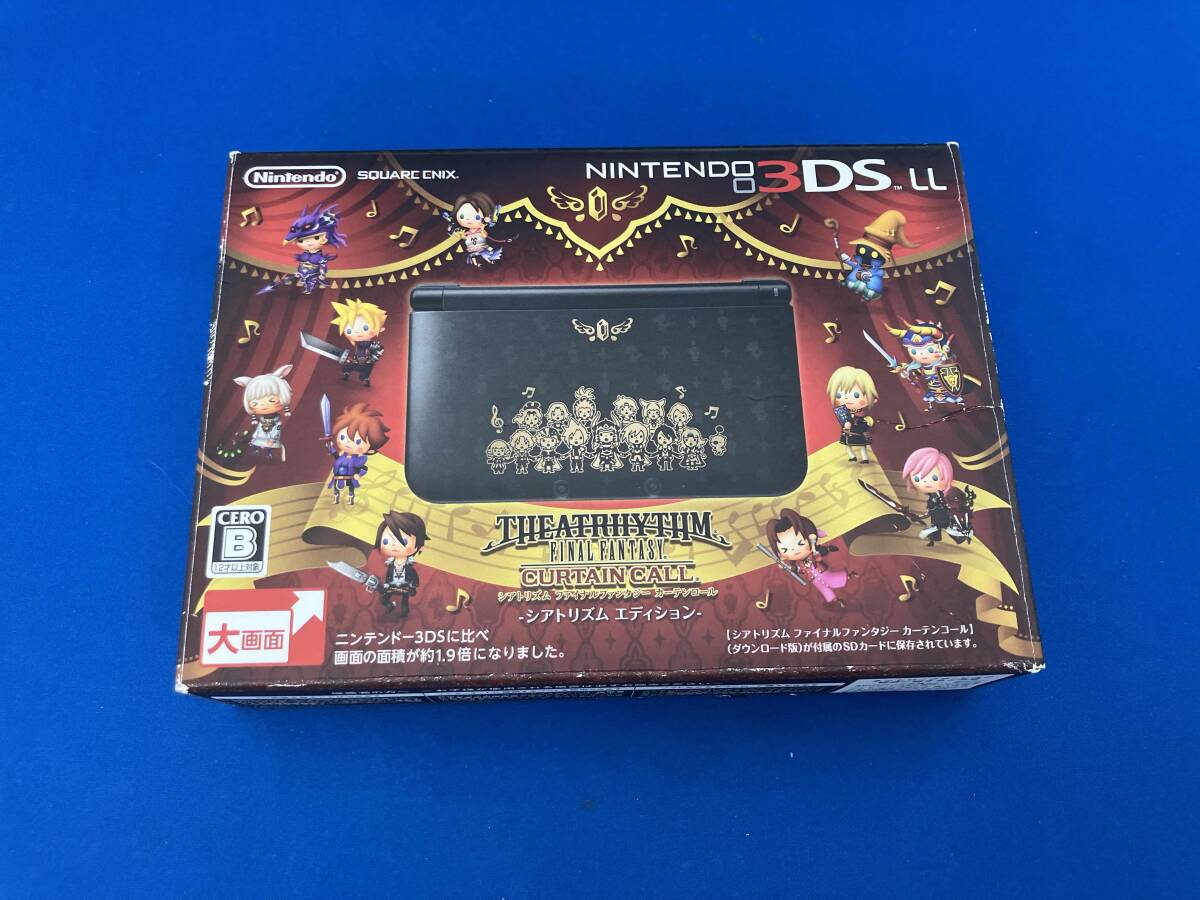 Nintendo
SQUARE ENIX
NINTENDO 3DS™ LL
THEATRHYTHM
FINAL FANTASY
CURTAIN CALL
シアトリズム ファイナルファンタジー カーテンコール
-シアトリズム エディション-
CERO
B
12才以上対象
大画面
ニンテンドー3DSに比べ
画面の面積が約1.9倍になりました。
【シアトリズム ファイナルファンタジー カーテンコール】
(ダウンロード版)が付属のSDカードに保存されています。